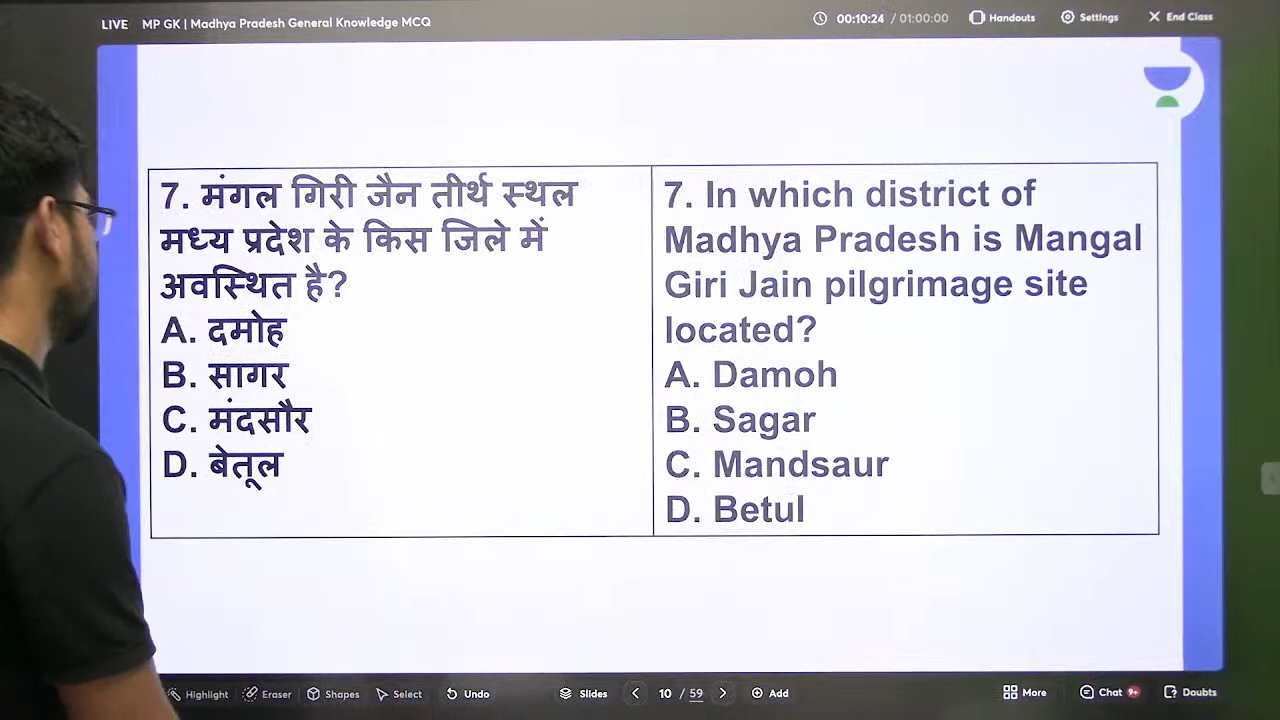 LIVE MP GK | Madhya Pradesh General Knowledge MCQ
00:10:24 / 01:00:00 Handouts Settings End Class
7. मंगल गिरी जैन तीर्थ स्थल
मध्य प्रदेश के किस जिले में
अवस्थित है?
A. दमोह
B. सागर
C. मंदसौर
D. बेतूल
7. In which district of
Madhya Pradesh is Mangal
Giri Jain pilgrimage site
located?
A. Damoh
B. Sagar
C. Mandsaur
D. Betul
Highlight Eraser Shapes Select Undo Slides 10 / 59 Add More Chat 9+ Doubts